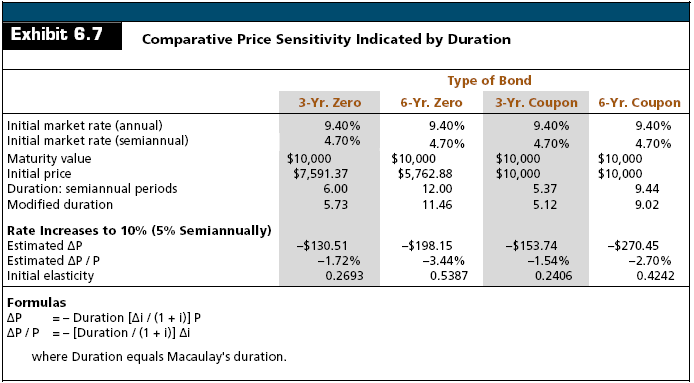 Exhibit 6.7 Comparative Price Sensitivity Indicated by Duration
Type of Bond
3-Yr. Zero 6-Yr. Zero 3-Yr. Coupon 6-Yr. Coupon
Initial market rate (annual) 9.40% 9.40% 9.40% 9.40%
Initial market rate (semiannual) 4.70% 4.70% 4.70% 4.70%
Maturity value $10,000 $10,000 $10,000 $10,000
Initial price $7,591.37 $5,762.88 $10,000 $10,000
Duration: semiannual periods 6.00 12.00 5.37 9.44
Modified duration 5.73 11.46 5.12 9.02
Rate Increases to 10% (5% Semiannually)
Estimated ΔP –$130.51 –$198.15 –$153.74 –$270.45
Estimated ΔP / P –1.72% –3.44% –1.54% –2.70%
Initial elasticity 0.2693 0.5387 0.2406 0.4242
Formulas
ΔP = – Duration [Δi / (1 + i)] P
ΔP / P = – [Duration / (1 + i)] Δi
where Duration equals Macaulay's duration.